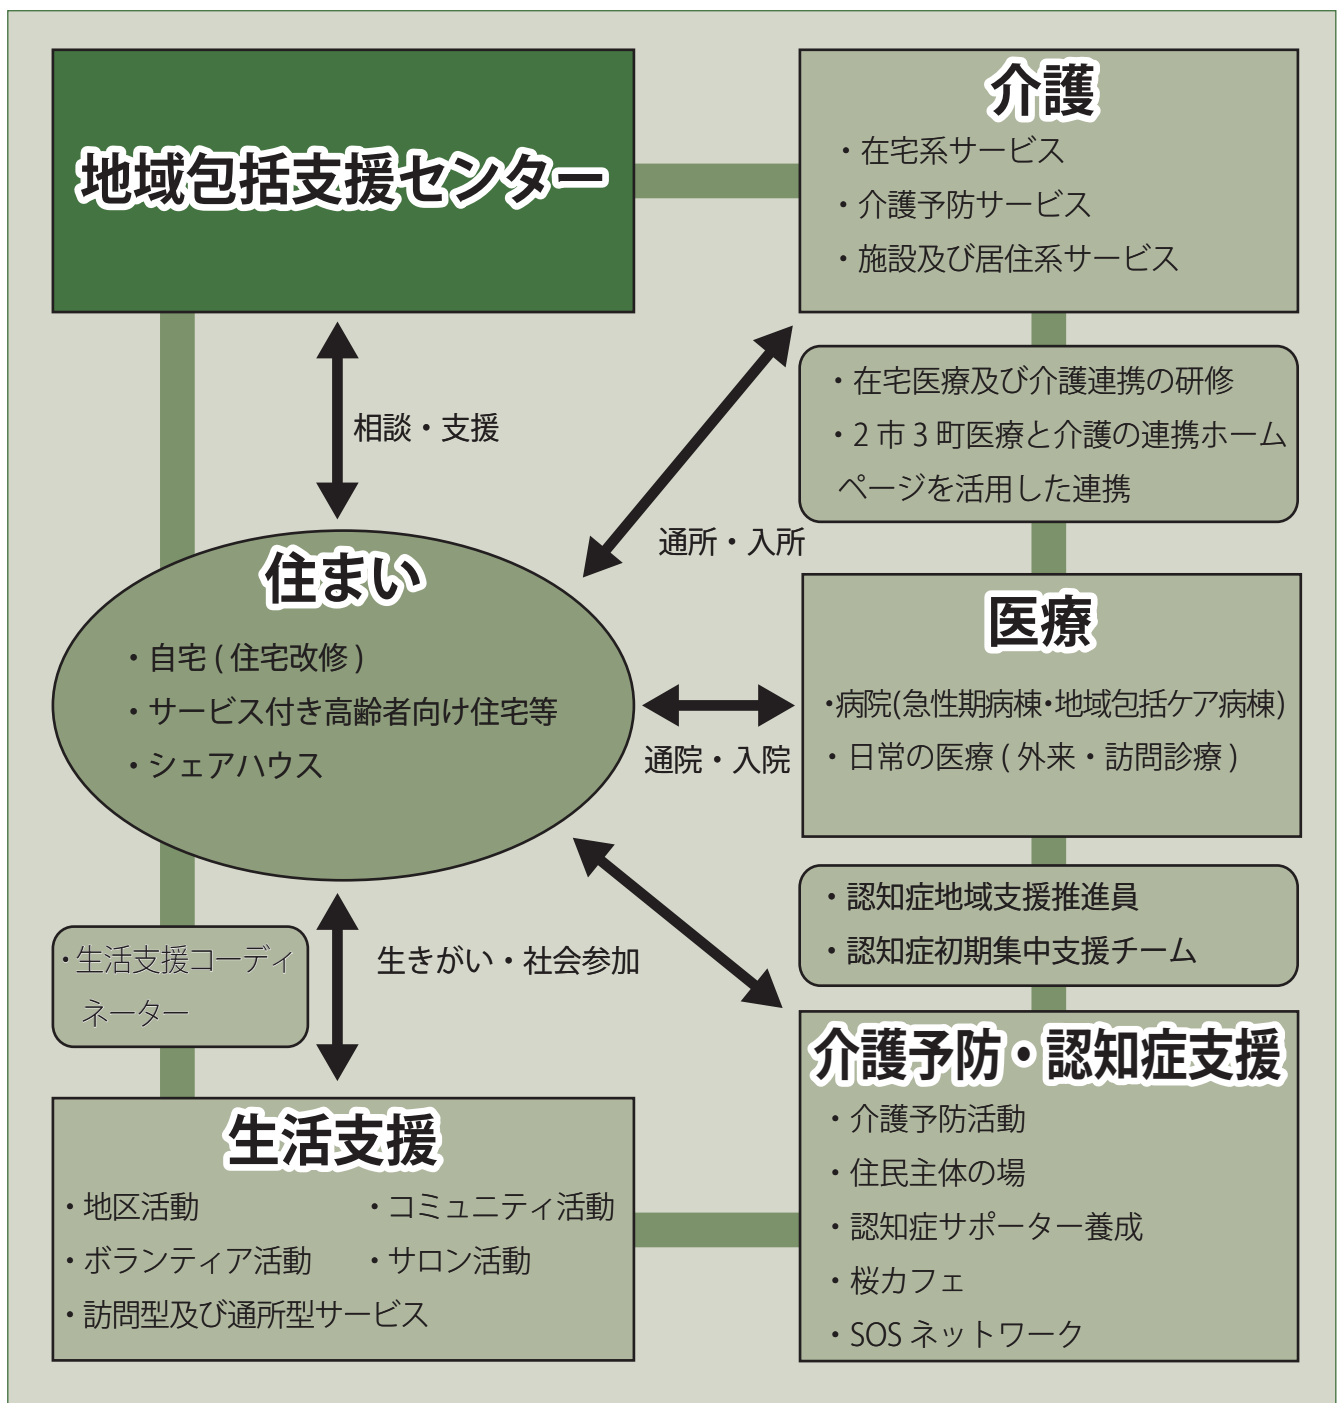 地域包括支援センター
介護
・在宅系サービス
・介護予防サービス
・施設及び居住系サービス
相談・支援
・在宅医療及び介護連携の研修
・2 市 3 町医療と介護の連携ホーム
ページを活用した連携
通所・入所
住まい
・自宅 ( 住宅改修 )
・サービス付き高齢者向け住宅等
・シェアハウス
通院・入院
医療
・病院(急性期病棟・地域包括ケア病棟)
・日常の医療 ( 外来・訪問診療 )
・認知症地域支援推進員
・認知症初期集中支援チーム
・生活支援コーディ
ネーター
生きがい・社会参加
生活支援
・地区活動
・コミュニティ活動
・ボランティア活動
・サロン活動
・訪問型及び通所型サービス
介護予防・認知症支援
・介護予防活動
・住民主体の場
・認知症サポーター養成
・桜カフェ
・SOS ネットワーク